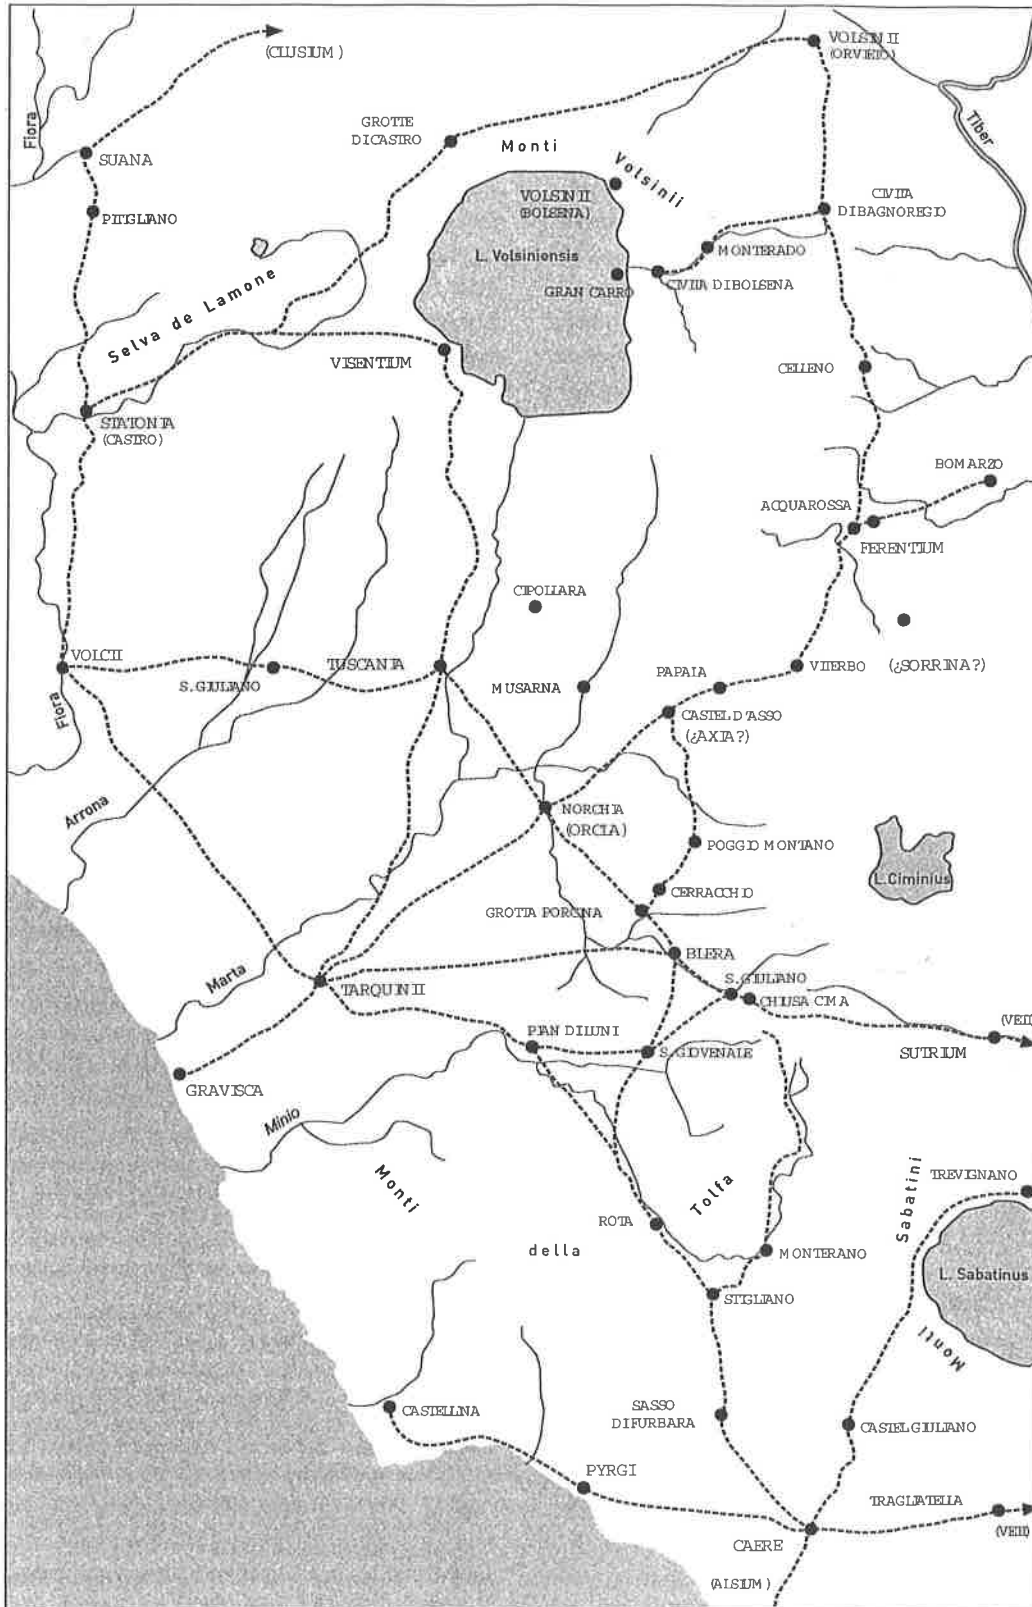 (CLUSIUM)
VOLSINII
(ORVIETO)
Fiora
GROTTE
DI CASTRO
Monti
Volsinii
Tiber
SUANA
PITIGLIANO
VOLSINII
(BOLSENA)
CIVITA
DI BAGNOREGIO
L. Volsiniensis
MONTERADO
GRAN CARRO
CIVITA DI BOLSENA
Selva de Lamone
VISENTIUM
CELLENO
STATONIA
(CASTRO)
BOMARZO
ACQUAROSSA
FERENTIUM
CIPOLLARA
VOLCII
S. GIULIANO
TUSCANIA
MUSARNA
PAPALA
VITERBO
(¿SORRINA?)
CASTEL D'ASSO
(¿AXIA?)
Fiora
Arrona
NORCHIA
(ORCLA)
POGGIO MONTANO
L. Ciminius
CERRACCHIO
GROTTA PORCINA
BLERA
Marta
TARQUINII
S. GIULIANO
CHIUSA CIMA
(VEII)
SUTRIUM
PIAN DI LUNI
S. GIOVENALE
GRAVISCA
Minio
Monti
della
Tolfa
Sabatini
TREVIGNANO
ROTA
MONTERANO
L. Sabatinus
STIGLIANO
Monti
CASTELLINA
SASSO
DI FURBARA
CASTEL GIULIANO
PYRGI
TRAGLIATELLA
CAERE
(VEII)
(ALSIUM)